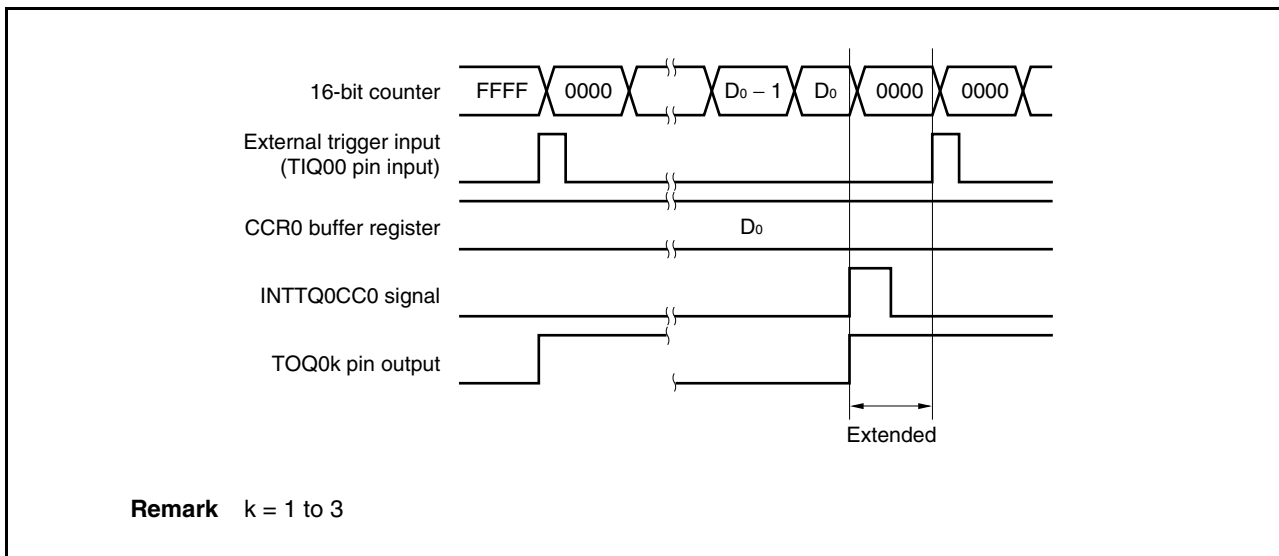 16-bit counter
FFFF 0000 D0 − 1 D0 0000 0000
External trigger input
(TIQ00 pin input)
CCR0 buffer register
D0
INTTQ0CC0 signal
TOQ0k pin output
Extended
Remark k = 1 to 3